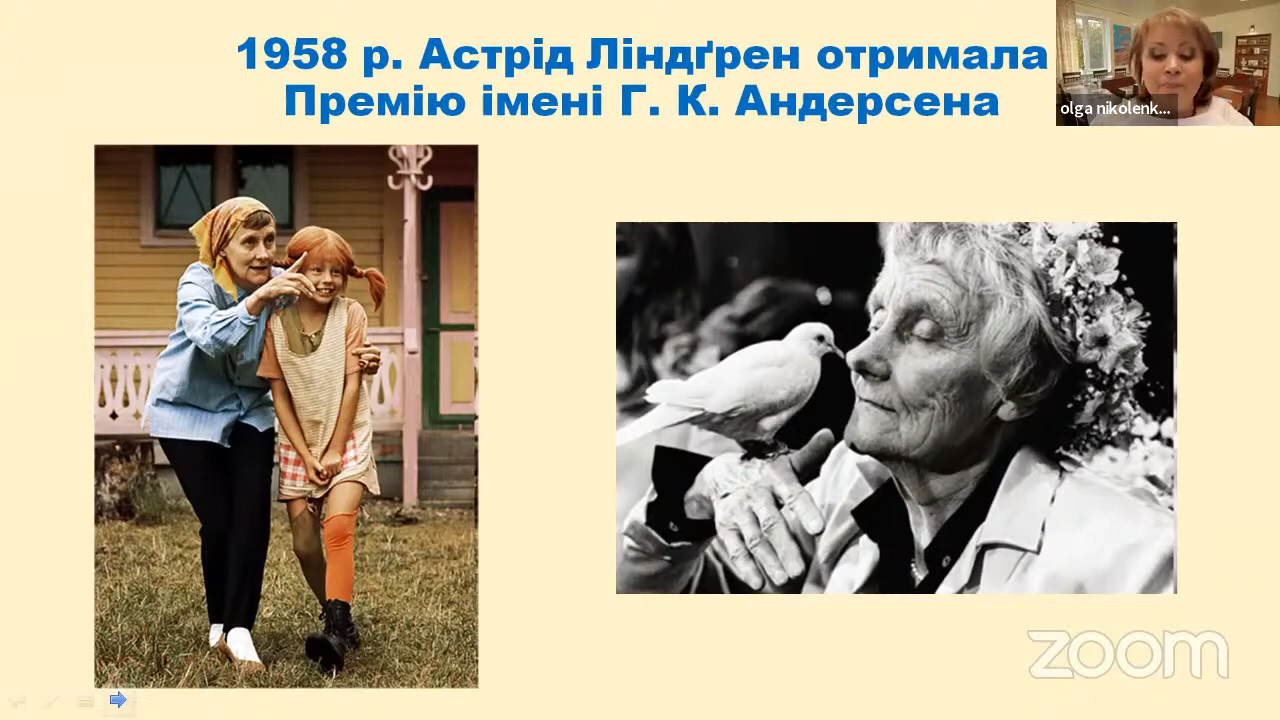 1958 р. Астрід Ліндґрен отримала
Премію імені Г. К. Андерсена
olga nikolenk...
zoom